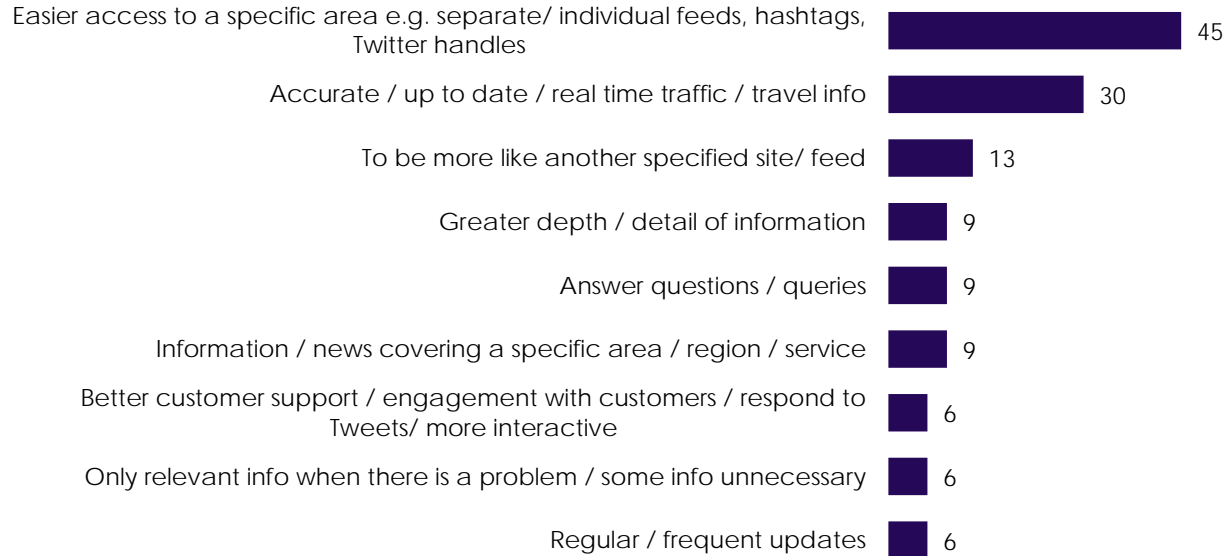 Easier access to a specific area e.g. separate/ individual feeds, hashtags,
Twitter handles
45
Accurate / up to date / real time traffic / travel info
30
To be more like another specified site/ feed
13
Greater depth / detail of information
9
Answer questions / queries
9
Information / news covering a specific area / region / service
9
Better customer support / engagement with customers / respond to
Tweets/ more interactive
6
Only relevant info when there is a problem / some info unnecessary
6
Regular / frequent updates
6